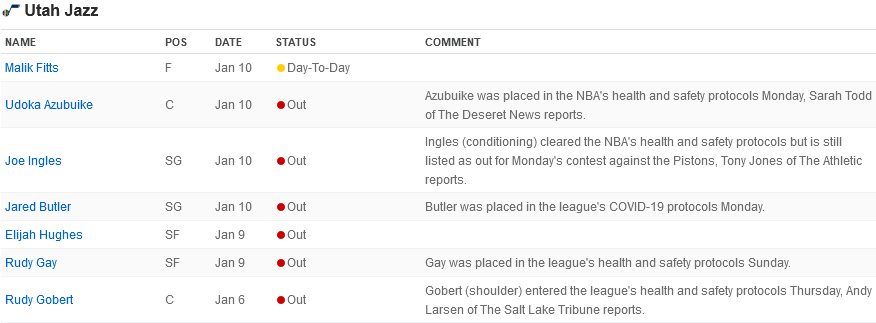 Utah Jazz
NAME POS DATE STATUS COMMENT
Malik Fitts F Jan 10 Day-To-Day
Udoka Azubuike C Jan 10 Out Azubuike was placed in the NBA's health and safety protocols Monday, Sarah Todd
of The Deseret News reports.
Joe Ingles SG Jan 10 Out Ingles (conditioning) cleared the NBA's health and safety protocols but is still
listed as out for Monday's contest against the Pistons, Tony Jones of The Athletic
reports.
Jared Butler SG Jan 10 Out Butler was placed in the league's COVID-19 protocols Monday.
Elijah Hughes SF Jan 9 Out
Rudy Gay SF Jan 9 Out Gay was placed in the league's health and safety protocols Sunday.
Rudy Gobert C Jan 6 Out Gobert (shoulder) entered the league's health and safety protocols Thursday, Andy
Larsen of The Salt Lake Tribune reports.